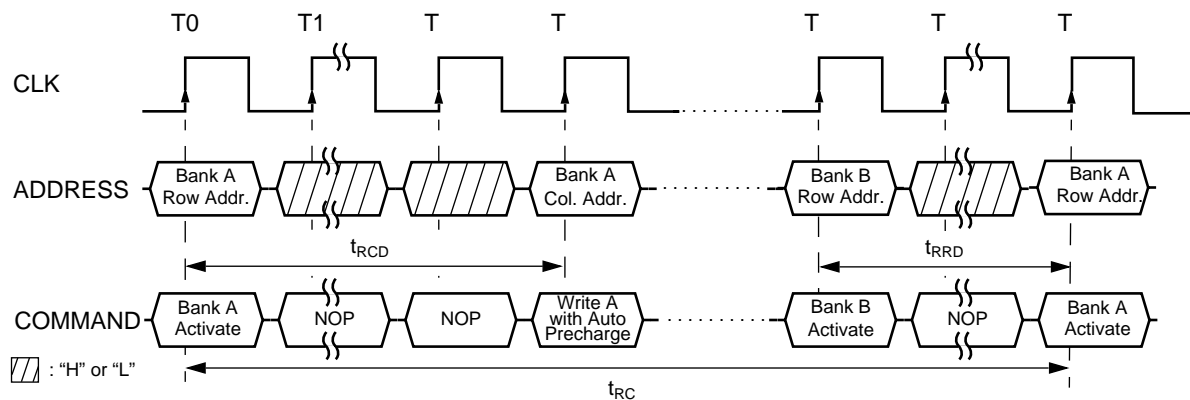 T0 T1 T T T T T
CLK
ADDRESS
Bank A
Row Addr.
Bank A
Col. Addr.
Bank B
Row Addr.
Bank A
Row Addr.
tRCD
tRRD
COMMAND
Bank A
Activate
NOP
NOP
Write A
with Auto
Precharge
Bank B
Activate
NOP
Bank A
Activate
: “H” or “L”
tRC